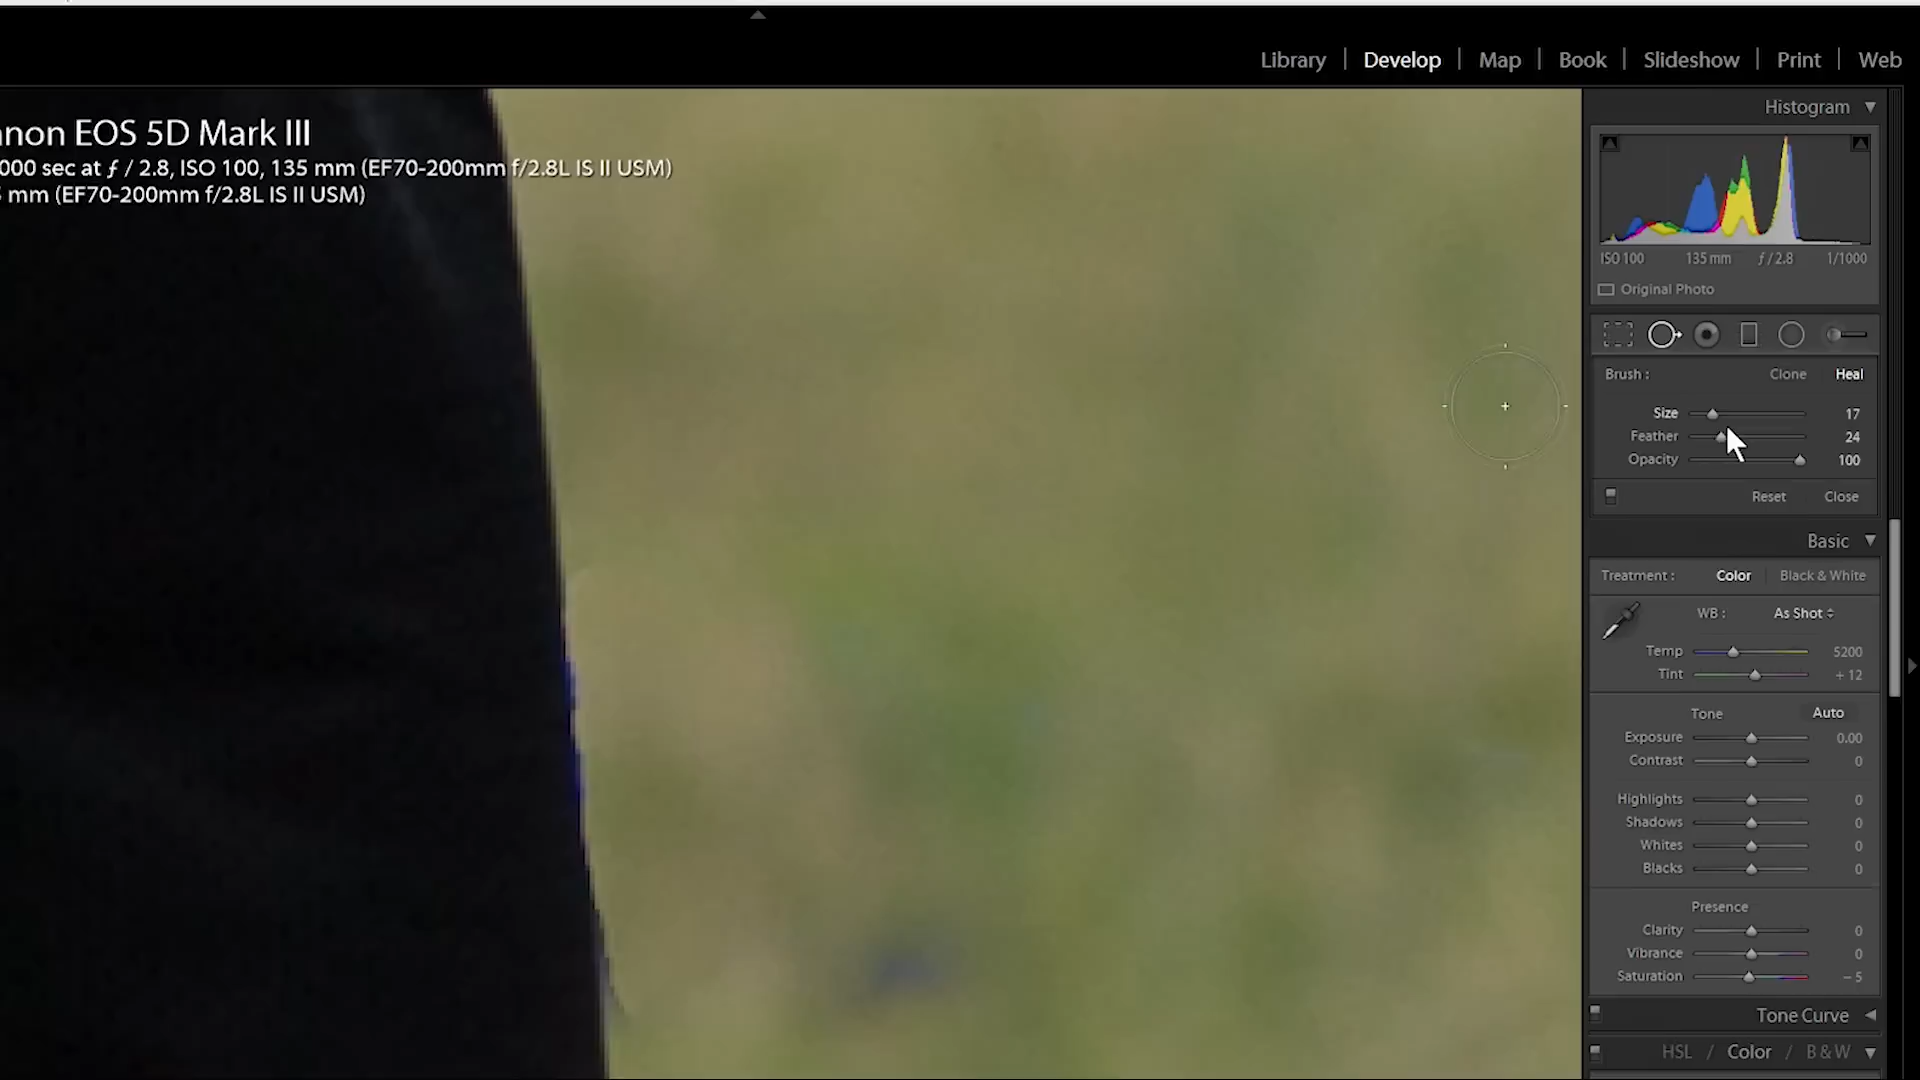 Library | Develop | Map | Book | Slideshow | Print | Web
Histogram
anon EOS 5D Mark III
000 sec at ƒ / 2.8, ISO 100, 135 mm (EF70-200mm f/2.8L IS II USM)
mm (EF70-200mm f/2.8L IS II USM)
ISO 100 135 mm ƒ / 2.8 1/1000
Original Photo
Brush : Clone Heal
Size 17
Feather 24
Opacity 100
Reset Close
Basic
Treatment : Color Black & White
WB : As Shot
Temp 5200
Tint + 12
Tone Auto
Exposure 0.00
Contrast 0
Highlights 0
Shadows 0
Whites 0
Blacks 0
Presence
Clarity 0
Vibrance 0
Saturation − 5
Tone Curve
HSL / Color / B & W